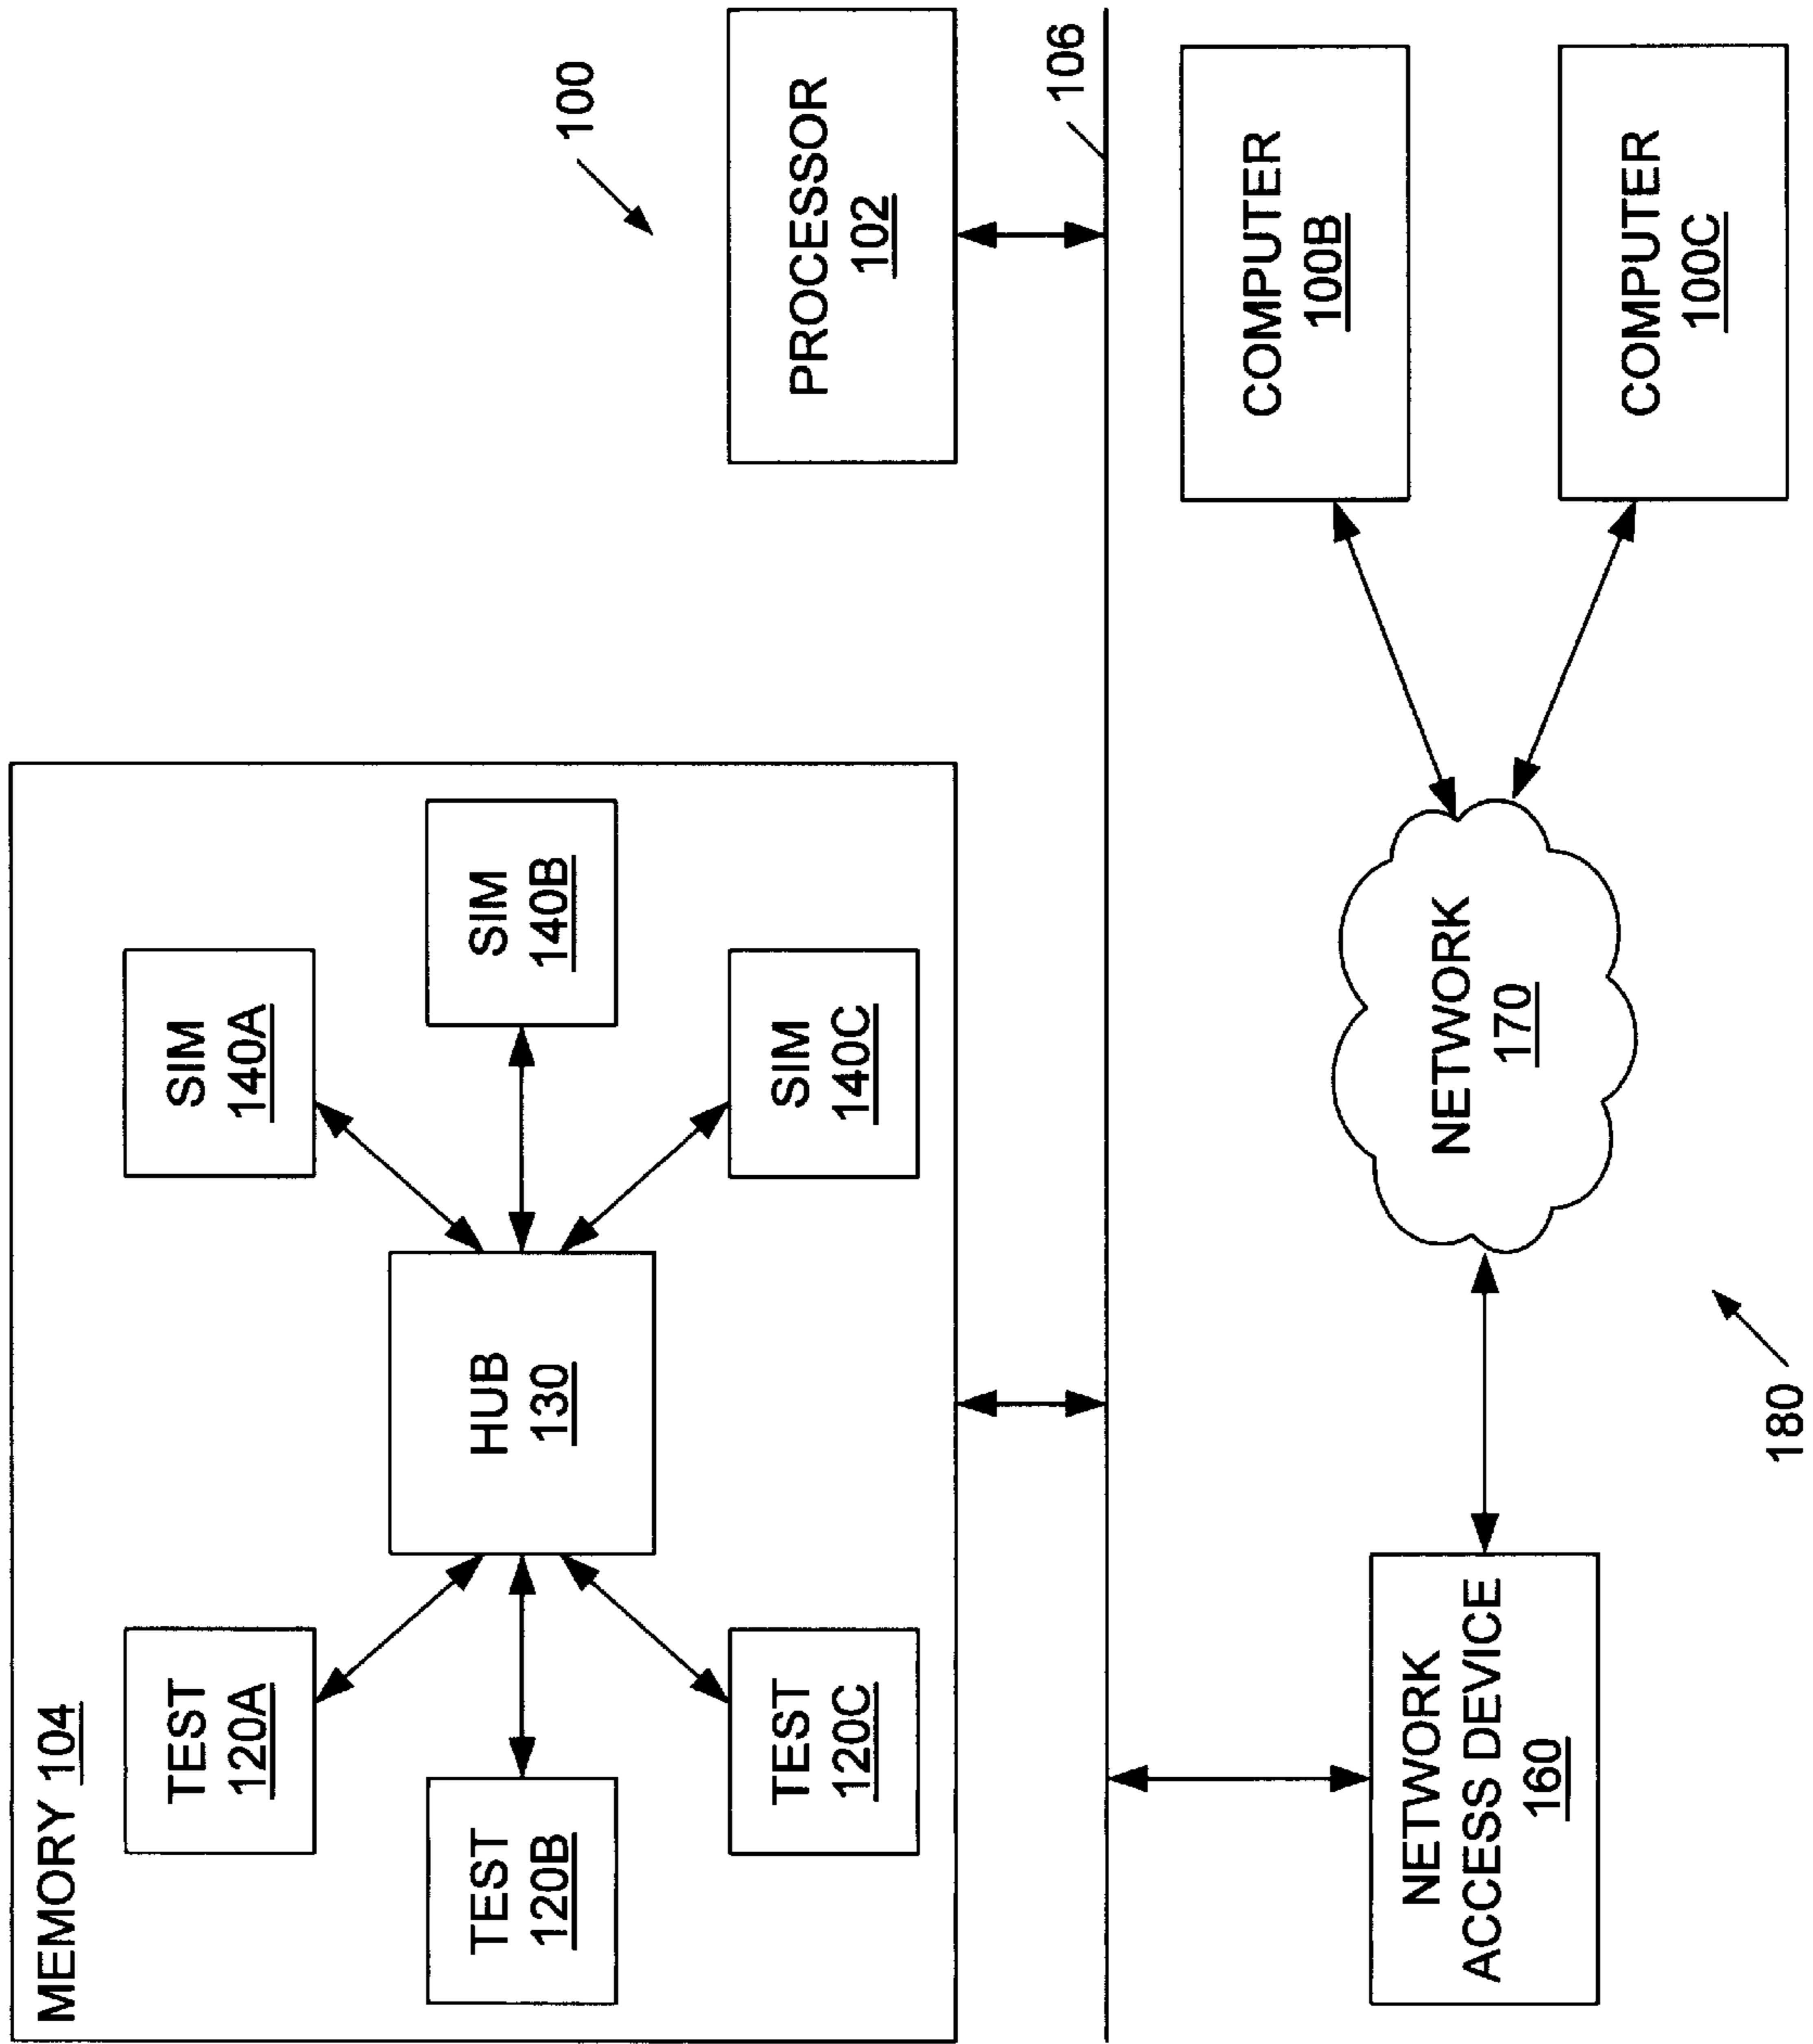 MEMORY 104
TEST
120A
TEST
120B
TEST
120C
HUB
130
SIM
140A
SIM
140B
SIM
140C
100
PROCESSOR
102
106
NETWORK
ACCESS DEVICE
160
NETWORK
170
180
COMPUTER
100B
COMPUTER
100C